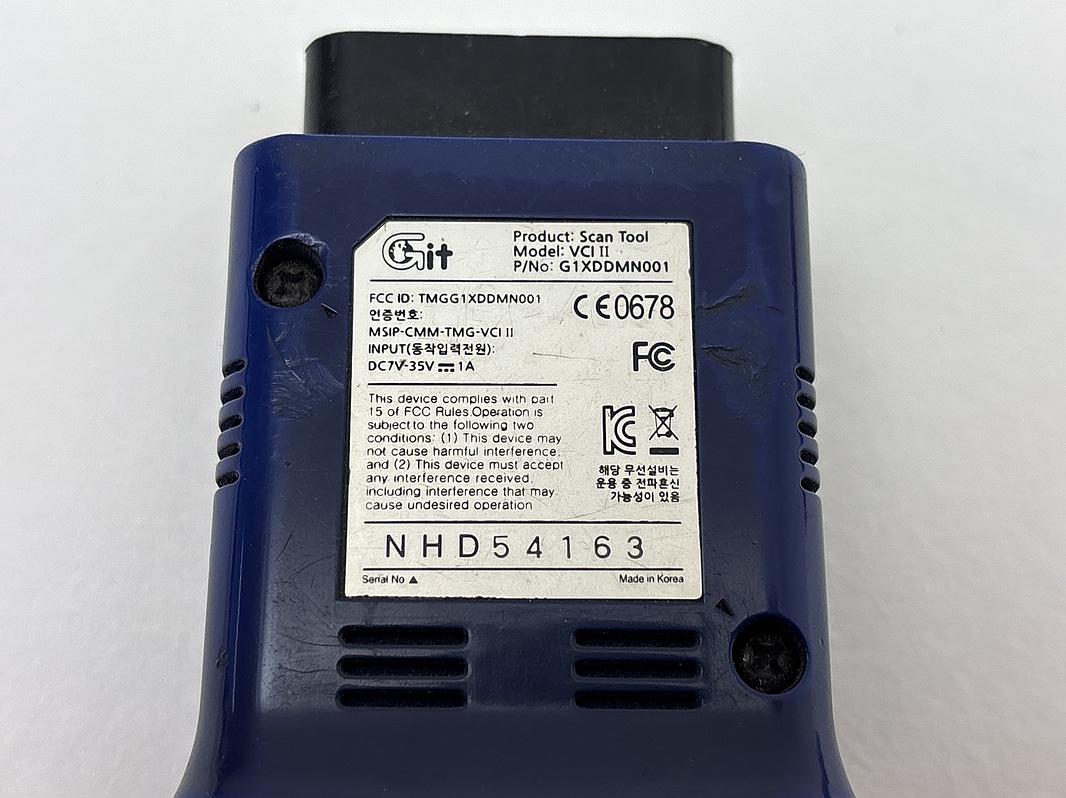 Git
Product: Scan Tool
Model: VCI II
P/No: G1XDDMN001
FCC ID: TMGG1XDDMN001
인증번호:
MSIP-CMM-TMG-VCI II
INPUT(동작입력전원):
DC7V-35V ⎓ 1A
CE0678
FC
This device complies with part
15 of FCC Rules.Operation is
subject to the following two
conditions: (1) This device may
not cause harmful interference,
and (2) This device must accept
any interference received,
including interference that may
cause undesired operation
해당 무선설비는
운용 중 전파혼신
가능성이 있음
NHD54163
Serial No ▲
Made in Korea